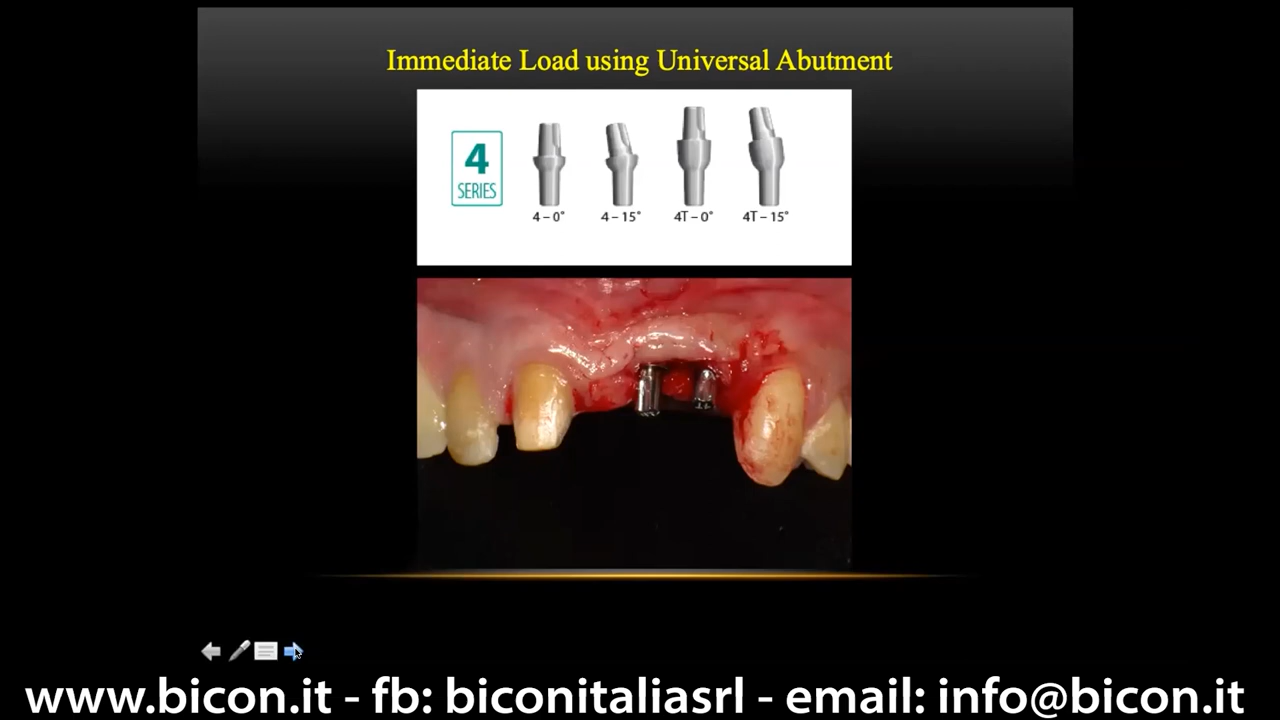 Immediate Load using Universal Abutment
4
SERIES
4 – 0° 4 – 15° 4T – 0° 4T – 15°
www.bicon.it - fb: biconitaliasrl - email: info@bicon.it